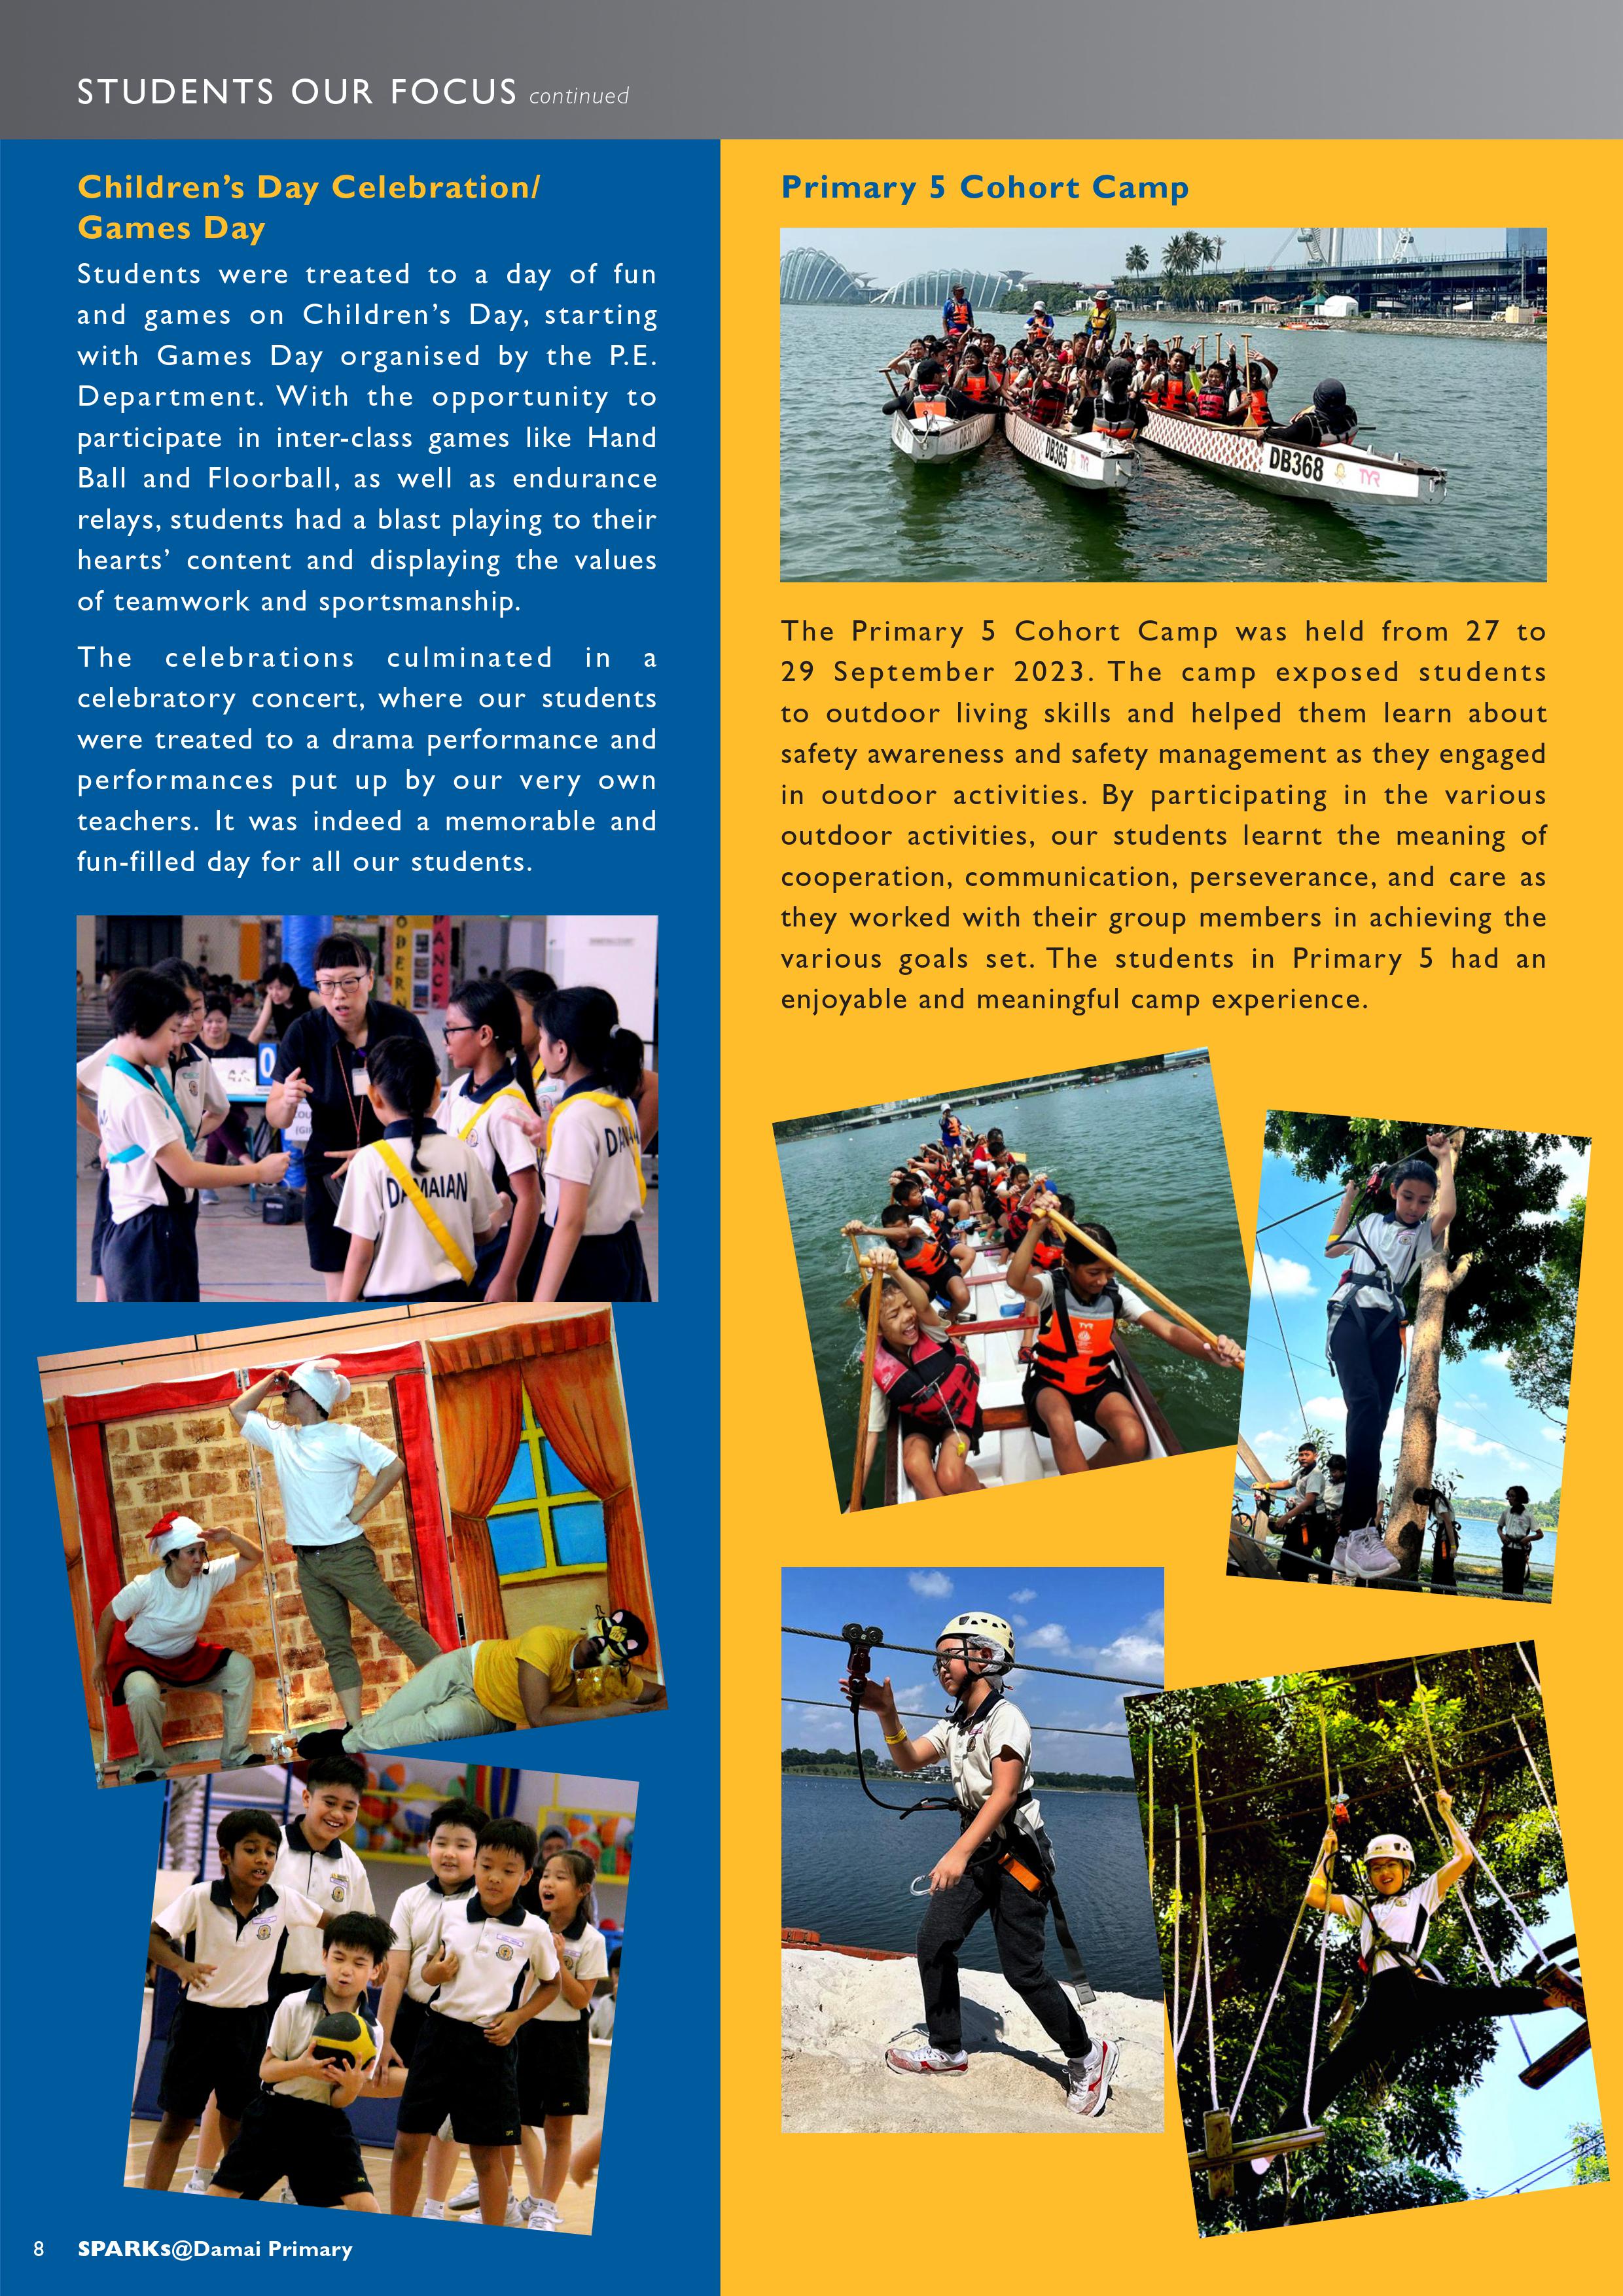 STUDENTS OUR FOCUS continued
Children’s Day Celebration/
Games Day
Students were treated to a day of fun
and games on Children’s Day, starting
with Games Day organised by the P.E.
Department. With the opportunity to
participate in inter-class games like Hand
Ball and Floorball, as well as endurance
relays, students had a blast playing to their
hearts’ content and displaying the values
of teamwork and sportsmanship.
The celebrations culminated in a
celebratory concert, where our students
were treated to a drama performance and
performances put up by our very own
teachers. It was indeed a memorable and
fun-filled day for all our students.
ODERN
DANCE
0
DAMAIAN
Primary 5 Cohort Camp
DB365
TYR
DB368
TYR
The Primary 5 Cohort Camp was held from 27 to
29 September 2023. The camp exposed students
to outdoor living skills and helped them learn about
safety awareness and safety management as they engaged
in outdoor activities. By participating in the various
outdoor activities, our students learnt the meaning of
cooperation, communication, perseverance, and care as
they worked with their group members in achieving the
various goals set. The students in Primary 5 had an
enjoyable and meaningful camp experience.
TYR
8 SPARKs@Damai Primary